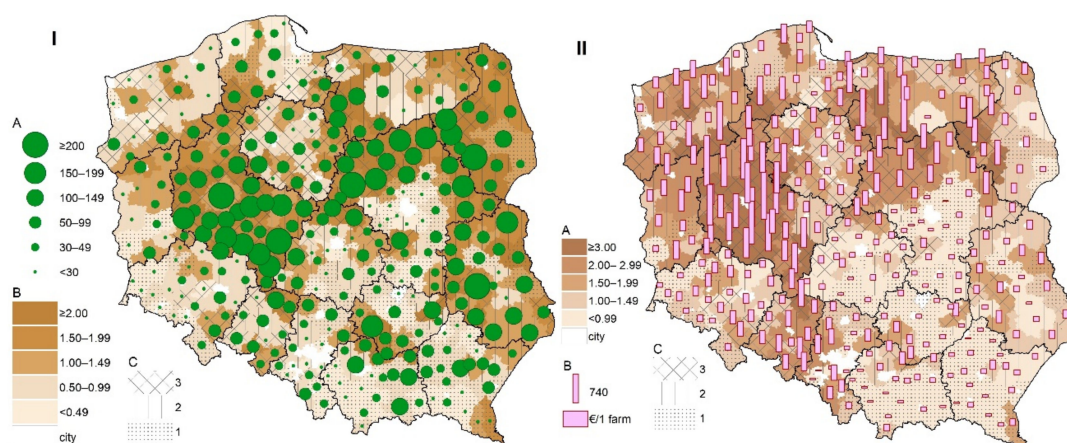 I
A
≥200
150–199
100–149
50–99
30–49
<30
B
≥2.00
1.50–1.99
1.00–1.49
0.50–0.99
<0.49
city
C
3
2
1
II
A
≥3.00
2.00–2.99
1.50–1.99
1.00–1.49
<0.99
city
B
740
€/1 farm
C
3
2
1